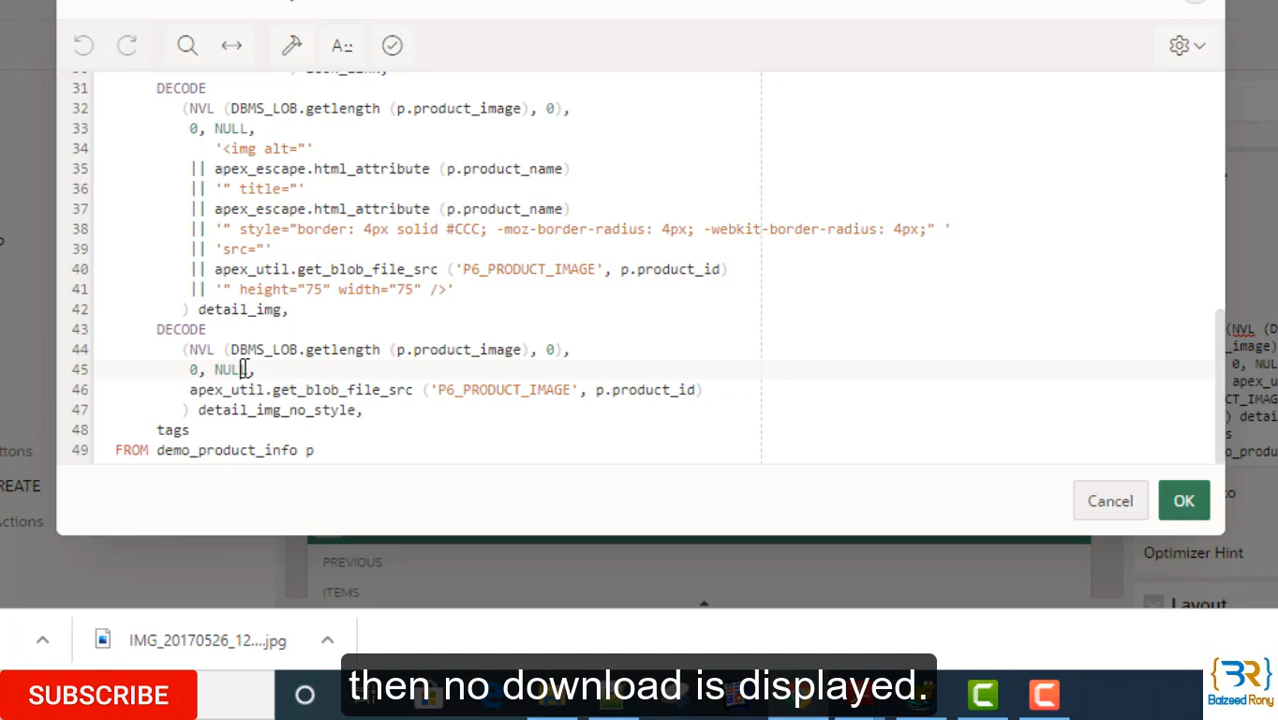 31 DECODE
32 (NVL (DBMS_LOB.getlength (p.product_image), 0),
33 0, NULL,
34 '<img alt="'
35 || apex_escape.html_attribute (p.product_name)
36 || '" title="'
37 || apex_escape.html_attribute (p.product_name)
38 || '" style="border: 4px solid #CCC; -moz-border-radius: 4px; -webkit-border-radius: 4px;" '
39 || 'src="'
40 || apex_util.get_blob_file_src ('P6_PRODUCT_IMAGE', p.product_id)
41 || '" height="75" width="75" />'
42 ) detail_img,
43 DECODE
44 (NVL (DBMS_LOB.getlength (p.product_image), 0),
45 0, NULL,
46 apex_util.get_blob_file_src ('P6_PRODUCT_IMAGE', p.product_id)
47 ) detail_img_no_style,
48 tags
49 FROM demo_product_info p
Cancel
OK
CREATE
PREVIOUS
ITEMS
Optimizer Hint
Layout
IMG_20170526_12....jpg
then no download is displayed.
SUBSCRIBE
Baizeed Rony